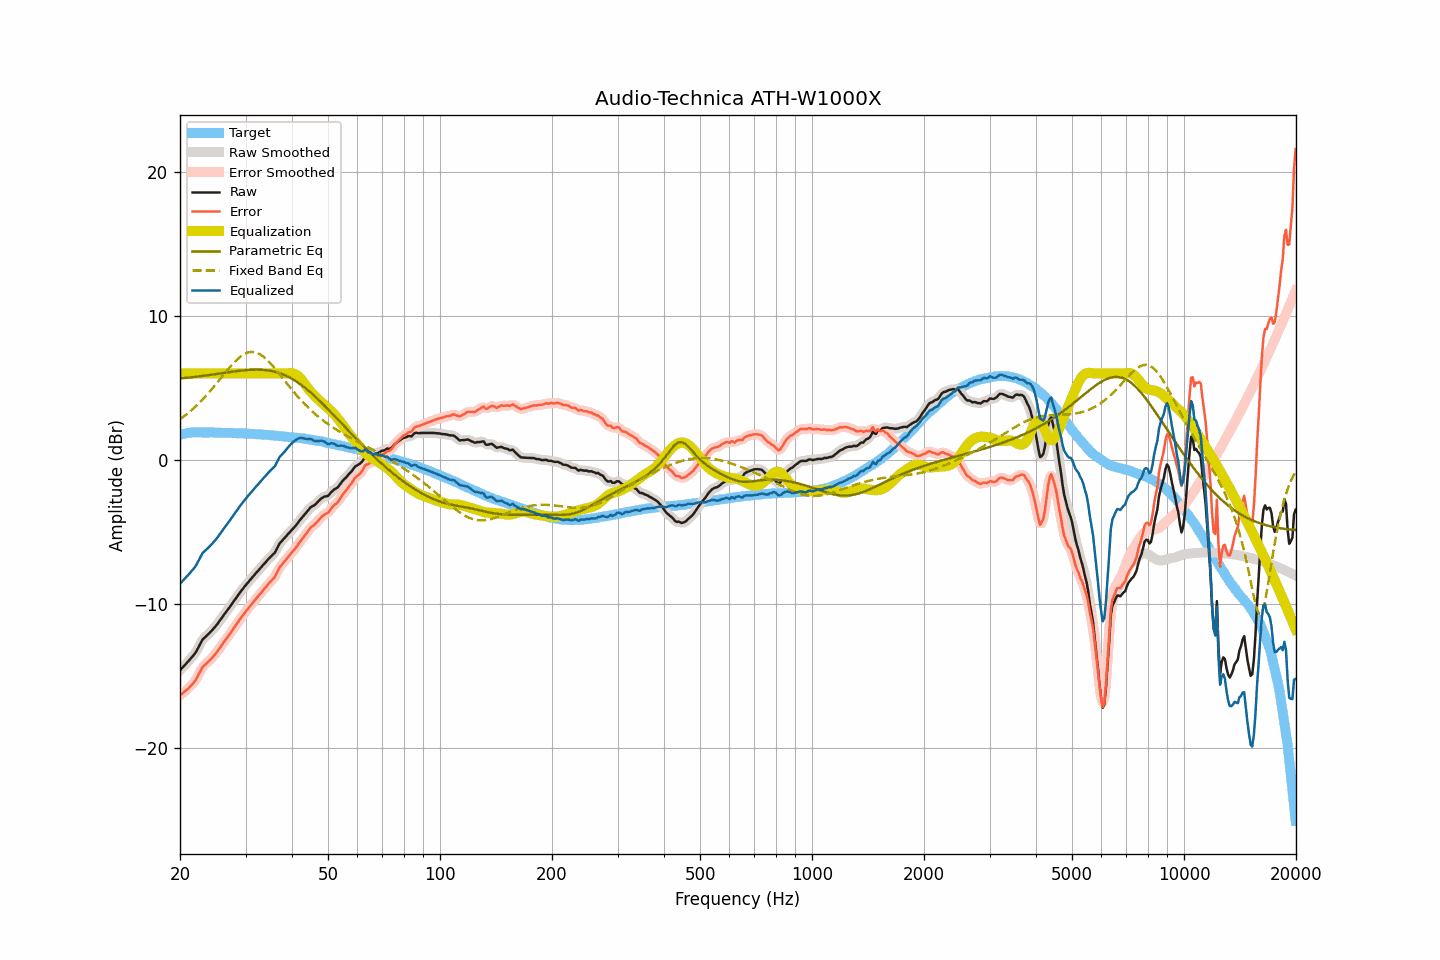 Audio-Technica ATH-W1000X
Target
Raw Smoothed
Error Smoothed
Raw
Error
Equalization
Parametric Eq
Fixed Band Eq
Equalized
20
10
0
−10
−20
Amplitude (dBr)
20 50 100 200 500 1000 2000 5000 10000 20000
Frequency (Hz)